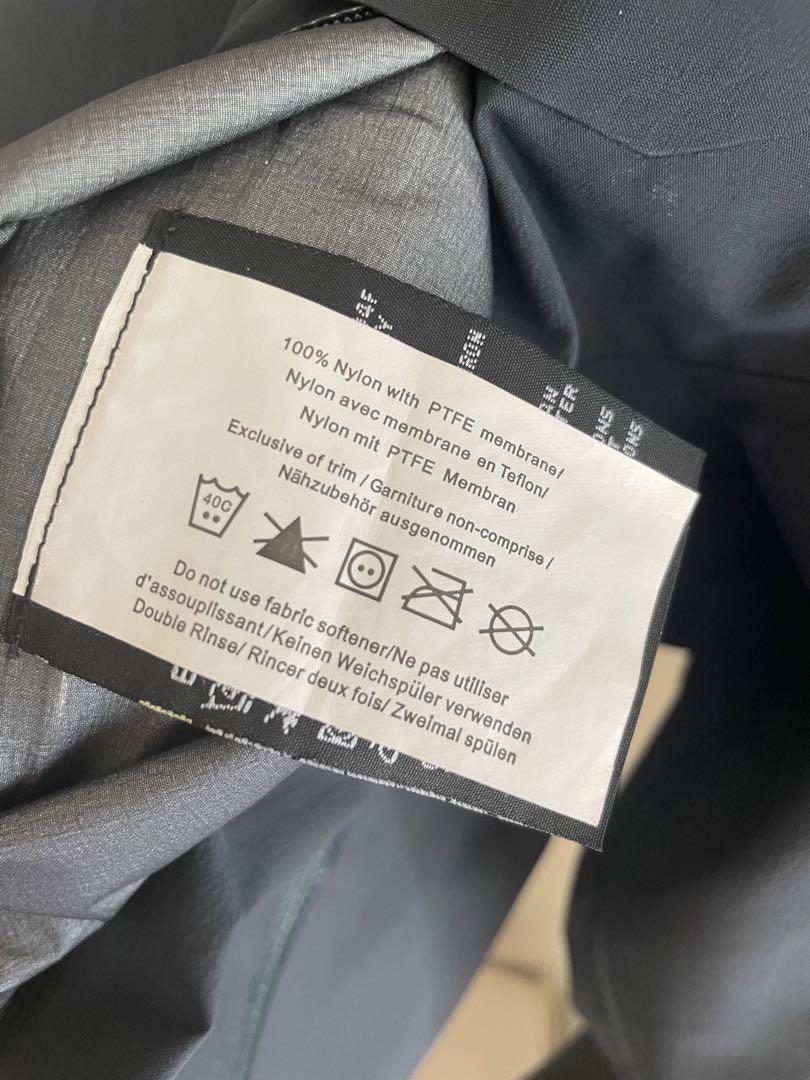 RON
100% Nylon with PTFE membrane/
Nylon avec membrane en Teflon/
Nylon mit PTFE Membran
Exclusive of trim / Garniture non-comprise /
Nähzubehör ausgenommen
40C
Do not use fabric softener/Ne pas utiliser
d'assouplissant/Keinen Weichspüler verwenden
Double Rinse/ Rincer deux fois/ Zweimal spülen